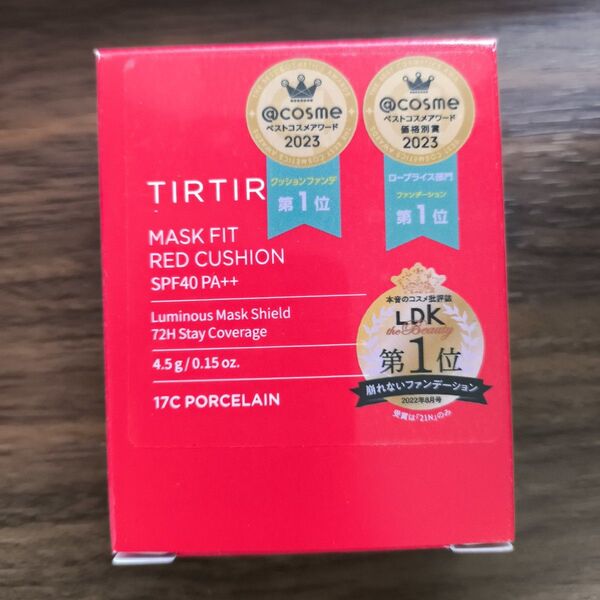 @cosme
ベストコスメアワード
2023
クッションファンデ
第1位
@cosme
ベストコスメアワード
価格別賞
2023
ロープライス部門
ファンデーション
第1位
TIRTIR
MASK FIT
RED CUSHION
SPF40 PA++
Luminous Mask Shield
72H Stay Coverage
4.5 g / 0.15 oz.
17C PORCELAIN
本音のコスメ批評誌
LDK
the Beauty
第1位
崩れないファンデーション
2022年8月号
受賞は「21N」のみ